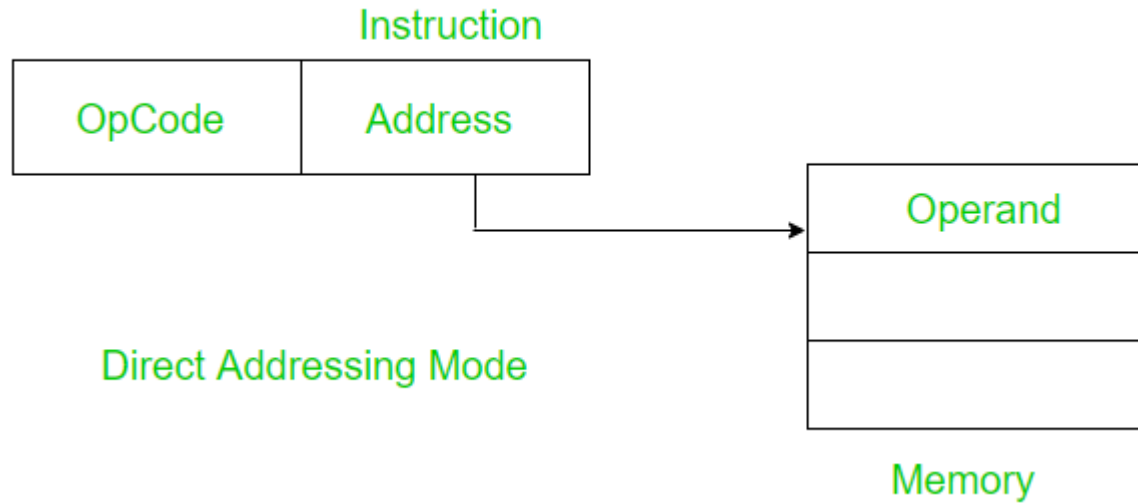 Instruction
OpCode
Address
Operand
Direct Addressing Mode
Memory